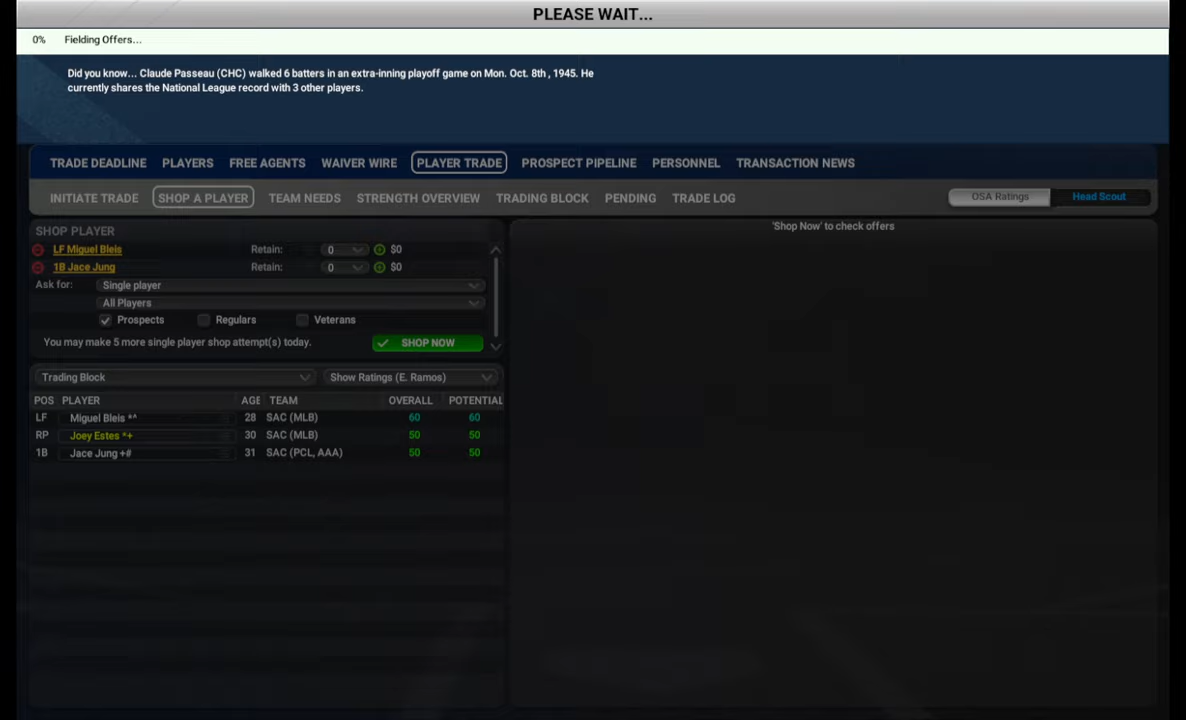 PLEASE WAIT...
0% Fielding Offers...
Did you know... Claude Passeau (CHC) walked 6 batters in an extra-inning playoff game on Mon. Oct. 8th , 1945. He
currently shares the National League record with 3 other players.
TRADE DEADLINE PLAYERS FREE AGENTS WAIVER WIRE PLAYER TRADE PROSPECT PIPELINE PERSONNEL TRANSACTION NEWS
INITIATE TRADE SHOP A PLAYER TEAM NEEDS STRENGTH OVERVIEW TRADING BLOCK PENDING TRADE LOG OSA Ratings Head Scout
SHOP PLAYER
'Shop Now' to check offers
LF Miguel Bleis Retain: 0 $0
1B Jace Jung Retain: 0 $0
Ask for: Single player
All Players
Prospects Regulars Veterans
You may make 5 more single player shop attempt(s) today. SHOP NOW
Trading Block Show Ratings (E. Ramos)
POS PLAYER AGE TEAM OVERALL POTENTIAL
LF Miguel Bleis *^ 28 SAC (MLB) 60 60
RP Joey Estes *+ 30 SAC (MLB) 50 50
1B Jace Jung +# 31 SAC (PCL, AAA) 50 50